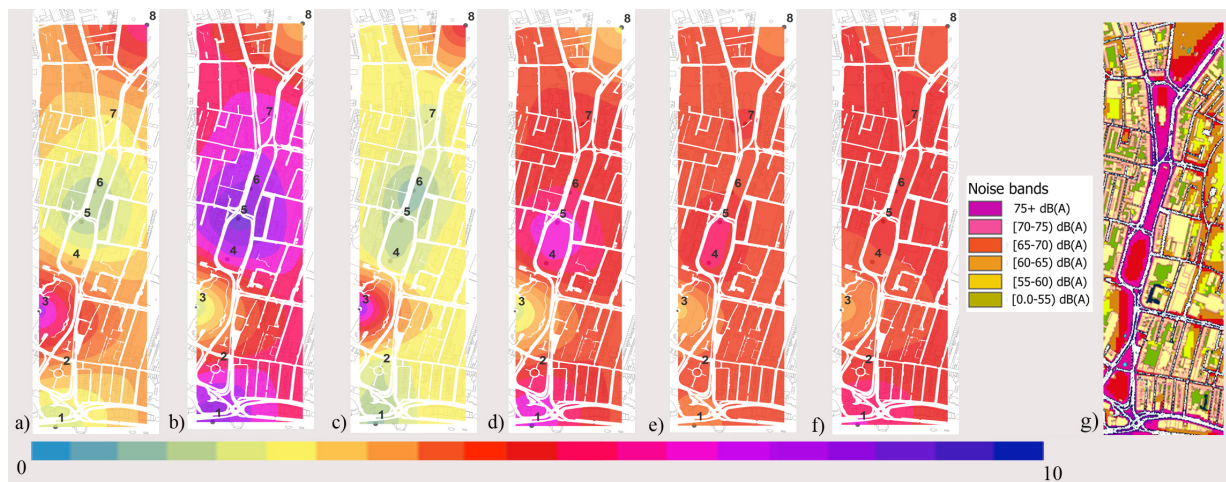 8 8 8 8 8 8
7 7 7 7 7 7
6 6 6 6 6 6
5 5 5 5 5 5
4 4 4 4 4 4
3 3 3 3 3 3
2 2 2 2 2 2
1 1 1 1 1 1
a) b) c) d) e) f) g)
Noise bands
75+ dB(A)
[70-75) dB(A)
[65-70) dB(A)
[60-65) dB(A)
[55-60) dB(A)
[0.0-55) dB(A)
0 10